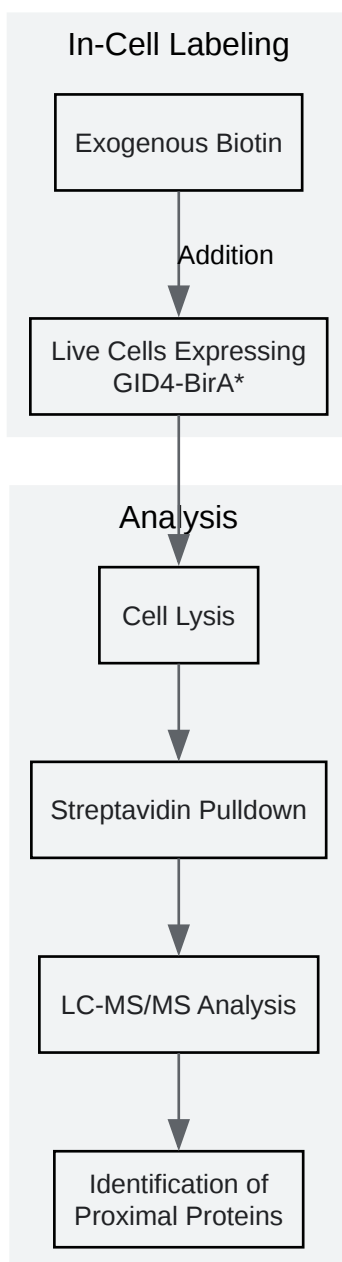 In-Cell Labeling
Exogenous Biotin
Addition
Live Cells Expressing
GID4-BirA*
Analysis
Cell Lysis
Streptavidin Pulldown
LC-MS/MS Analysis
Identification of
Proximal Proteins